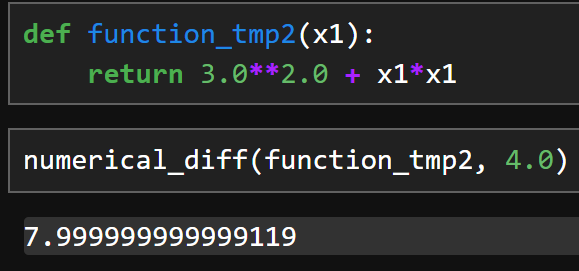 def function_tmp2(x1):
    return 3.0**2.0 + x1*x1
numerical_diff(function_tmp2, 4.0)
7.999999999999119